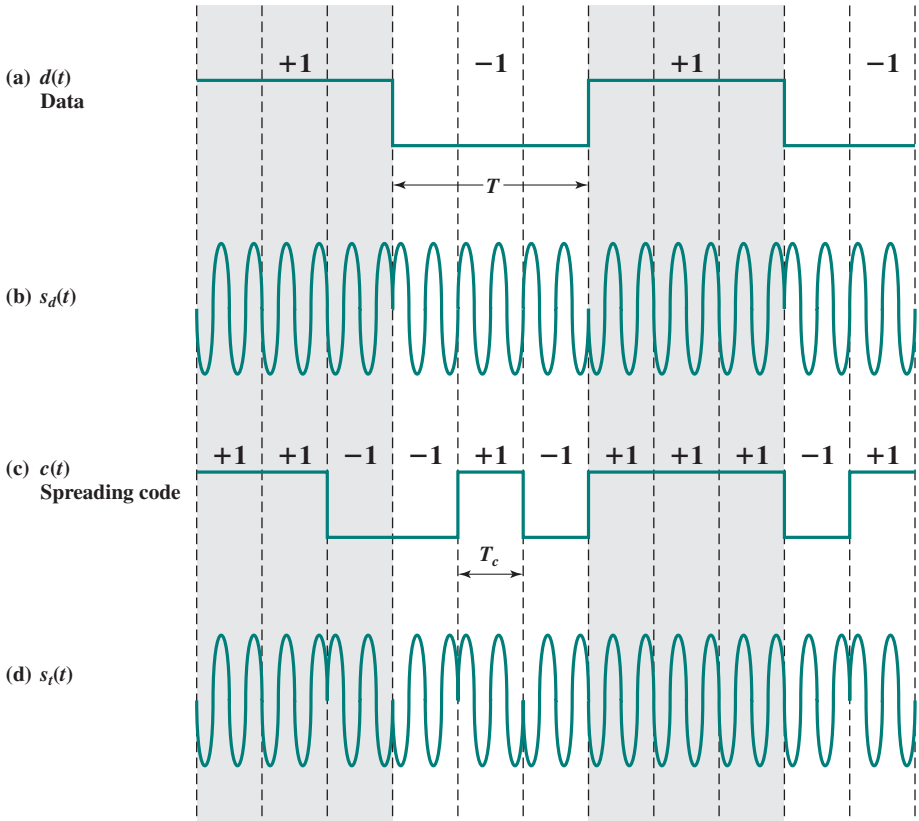 +1 −1 +1 −1
(a) d(t)
Data
T
(b) s_d(t)
+1 +1 −1 −1 +1 −1 +1 +1 +1 −1 +1
(c) c(t)
Spreading code
T_c
(d) s_t(t)